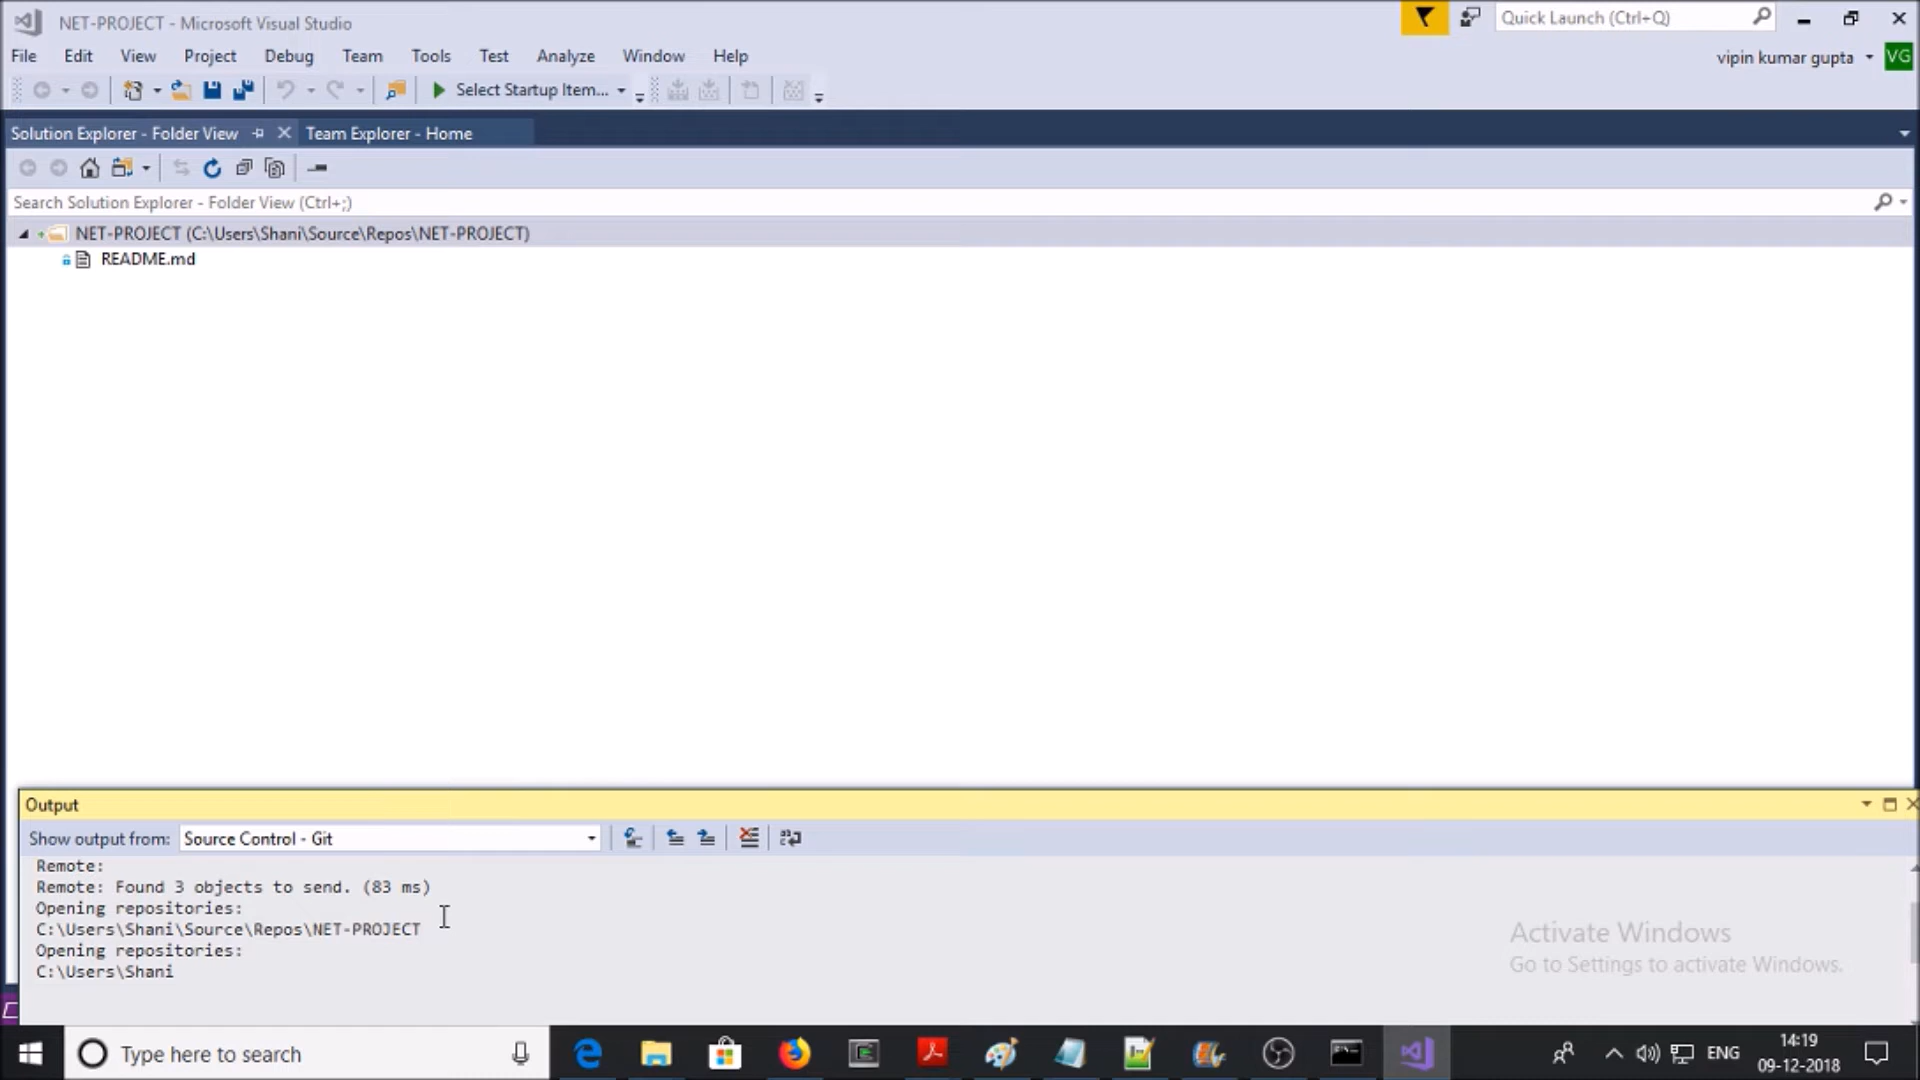 NET-PROJECT - Microsoft Visual Studio
Quick Launch (Ctrl+Q)
File Edit View Project Debug Team Tools Test Analyze Window Help
vipin kumar gupta VG
Select Startup Item...
Solution Explorer - Folder View
Team Explorer - Home
Search Solution Explorer - Folder View (Ctrl+;)
NET-PROJECT (C:\Users\Shani\Source\Repos\NET-PROJECT)
README.md
Output
Show output from: Source Control - Git
Remote:
Remote: Found 3 objects to send. (83 ms)
Opening repositories:
C:\Users\Shani\Source\Repos\NET-PROJECT
Opening repositories:
C:\Users\Shani
Activate Windows
Go to Settings to activate Windows.
Type here to search
ENG
14:19
09-12-2018